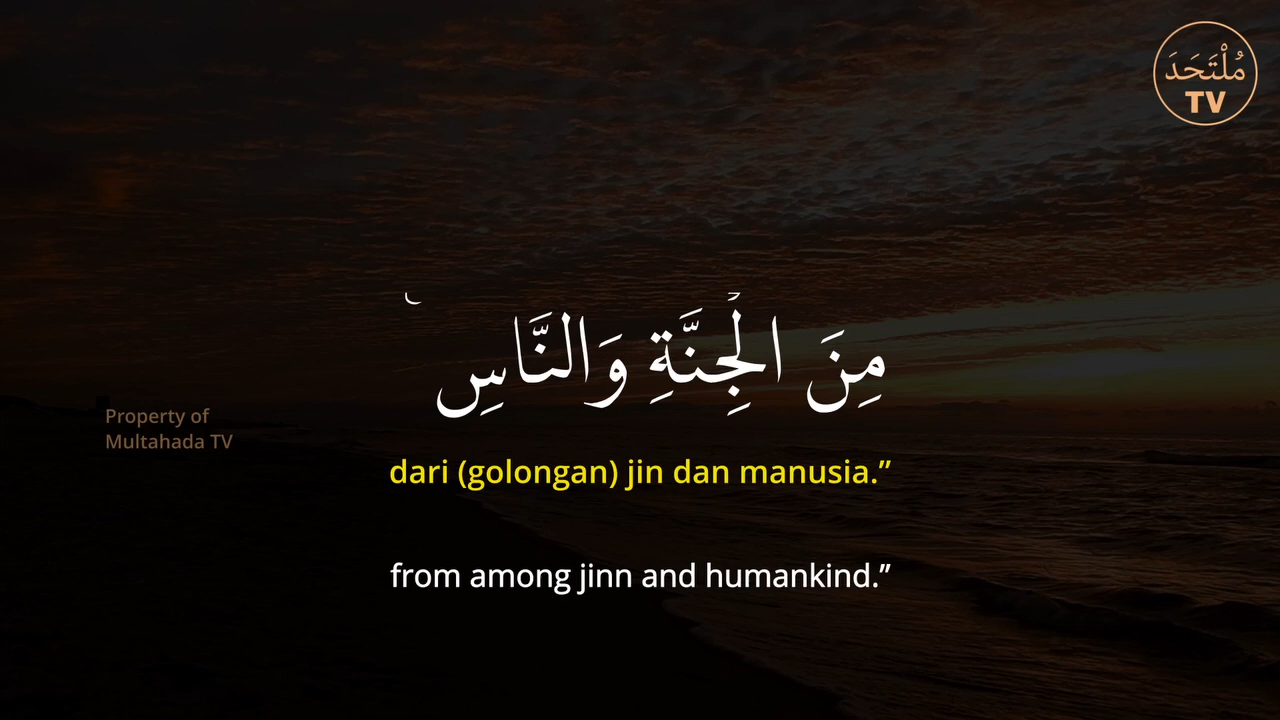 مُلْتَحَدَ
TV
مِنَ الْجِنَّةِ وَالنَّاسِ
Property of
Multahada TV
dari (golongan) jin dan manusia.”
from among jinn and humankind.”